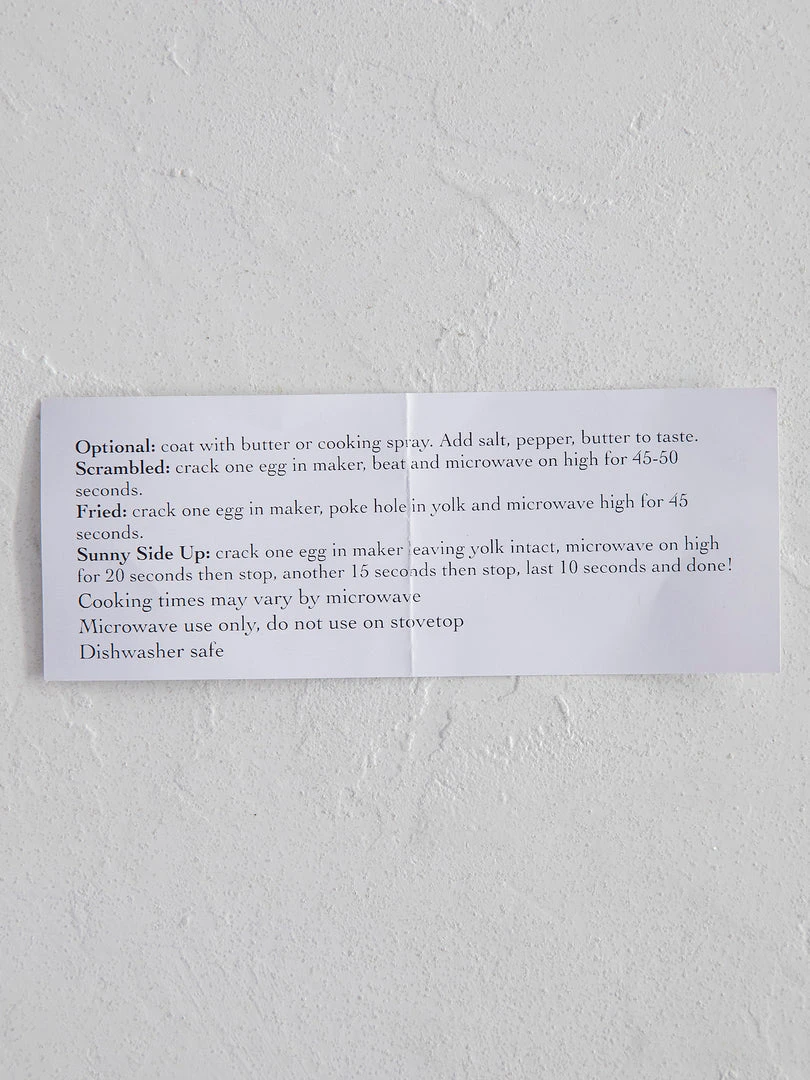 Optional: coat with butter or cooking spray. Add salt, pepper, butter to taste.
Scrambled: crack one egg in maker, beat and microwave on high for 45-50
seconds.
Fried: crack one egg in maker, poke hole in yolk and microwave high for 45
seconds.
Sunny Side Up: crack one egg in maker leaving yolk intact, microwave on high
for 20 seconds then stop, another 15 seconds then stop, last 10 seconds and done!
Cooking times may vary by microwave
Microwave use only, do not use on stovetop
Dishwasher safe